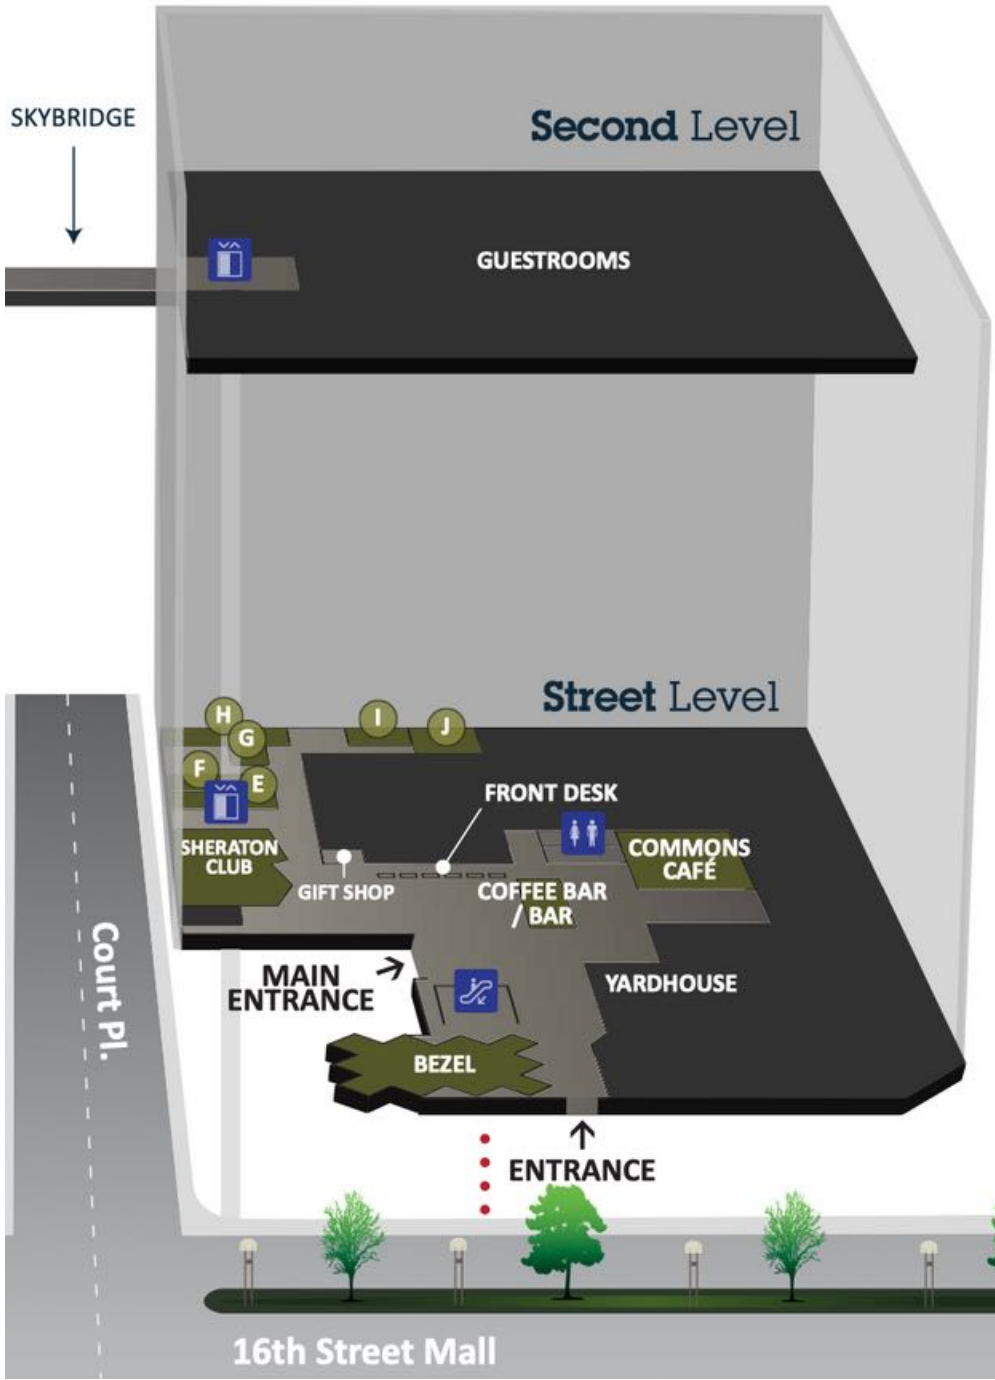 SKYBRIDGE
Second Level
GUESTROOMS
Street Level
H
I
J
G
F
E
FRONT DESK
SHERATON
CLUB
GIFT SHOP
COMMONS
CAFÉ
COFFEE BAR
/ BAR
MAIN
ENTRANCE
YARDHOUSE
Court Pl.
BEZEL
ENTRANCE
16th Street Mall